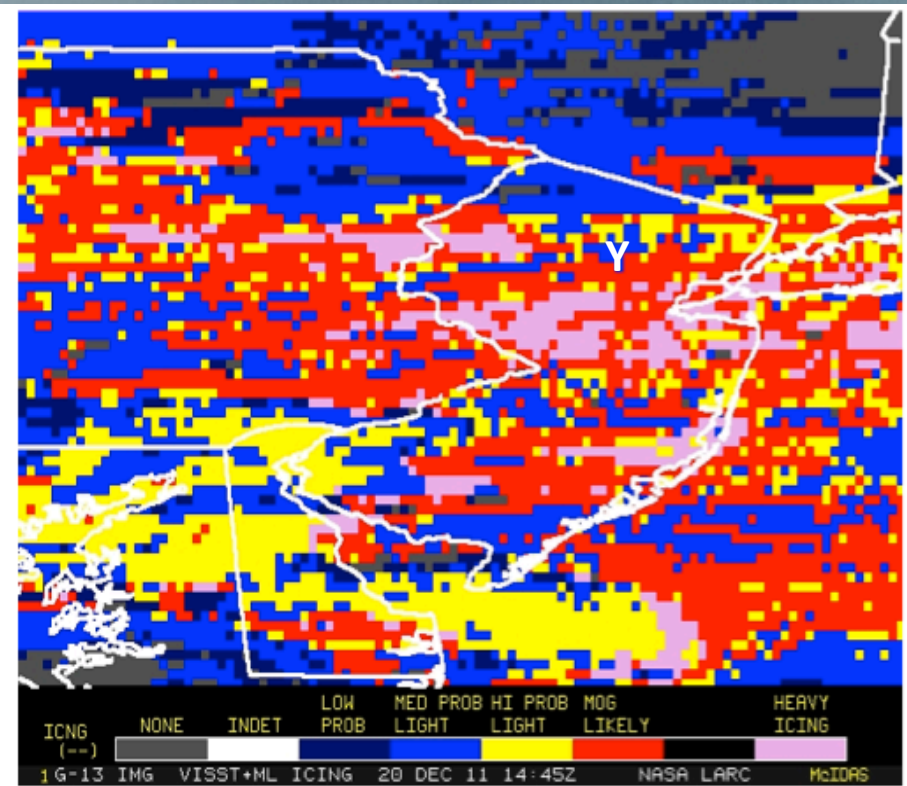 Y
LOW MED PROB HI PROB MOG HEAVY
ICNG NONE INDET PROB LIGHT LIGHT LIKELY ICING
(--)
1 G-13 IMG VISST+ML ICING 20 DEC 11 14:45Z NASA LARC McIDAS